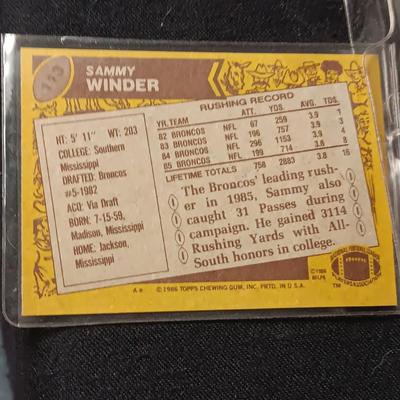 113
SAMMY
WINDER
HT: 5' 11" WT: 203
COLLEGE: Southern
Mississippi
DRAFTED: Broncos
#5-1982
ACQ: Via Draft
BORN: 7-15-59,
Madison, Mississippi
HOME: Jackson,
Mississippi
RUSHING RECORD
YR. TEAM ATT. YDS. AVG. TDS.
82 BRONCOS NFL 67 259 3.9 1
83 BRONCOS NFL 196 757 3.9 3
84 BRONCOS NFL 296 1153 3.9 4
85 BRONCOS NFL 199 714 3.6 8
LIFETIME TOTALS 758 2883 3.8 16
The Broncos' leading rush-
er in 1985, Sammy also
caught 31 Passes during
campaign. He gained 3114
Rushing Yards with All-
South honors in college.
©1986
NFLPA
TM
A* ©1986 TOPPS CHEWING GUM, INC. PRTD. IN U.S.A.